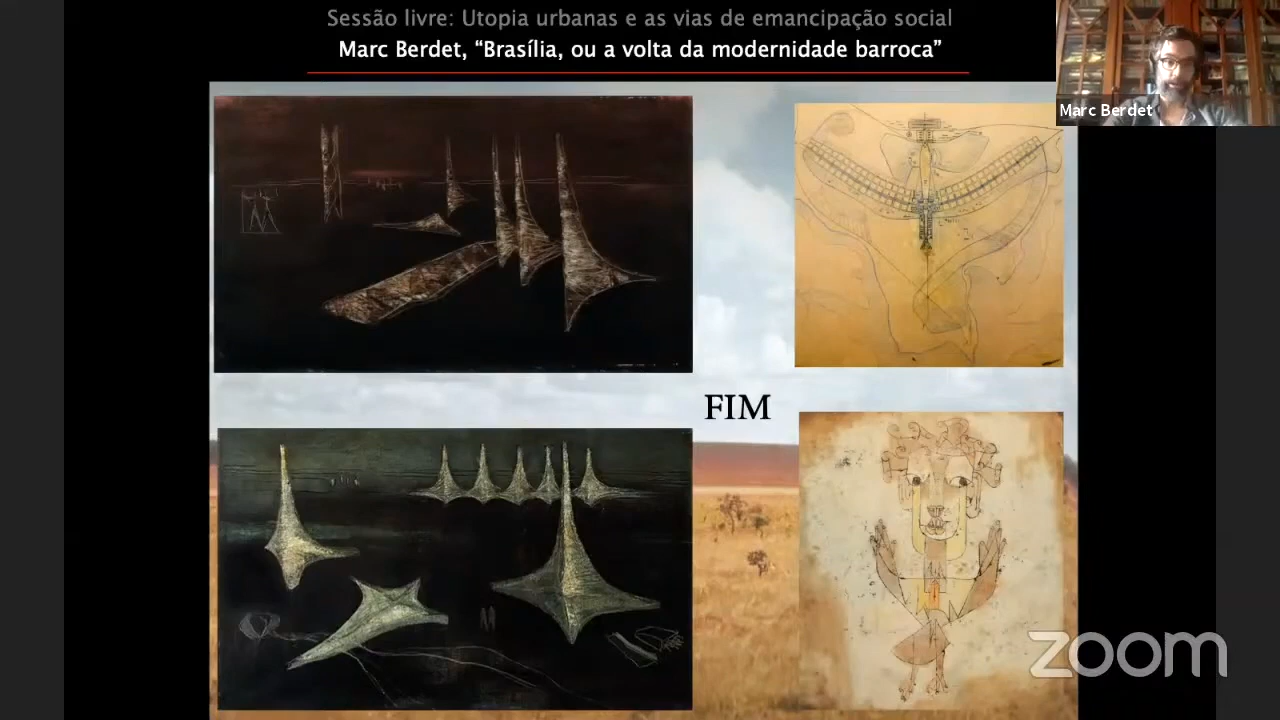 Sessão livre: Utopia urbanas e as vias de emancipação social
Marc Berdet, “Brasília, ou a volta da modernidade barroca”
Marc Berdet
FIM
zoom